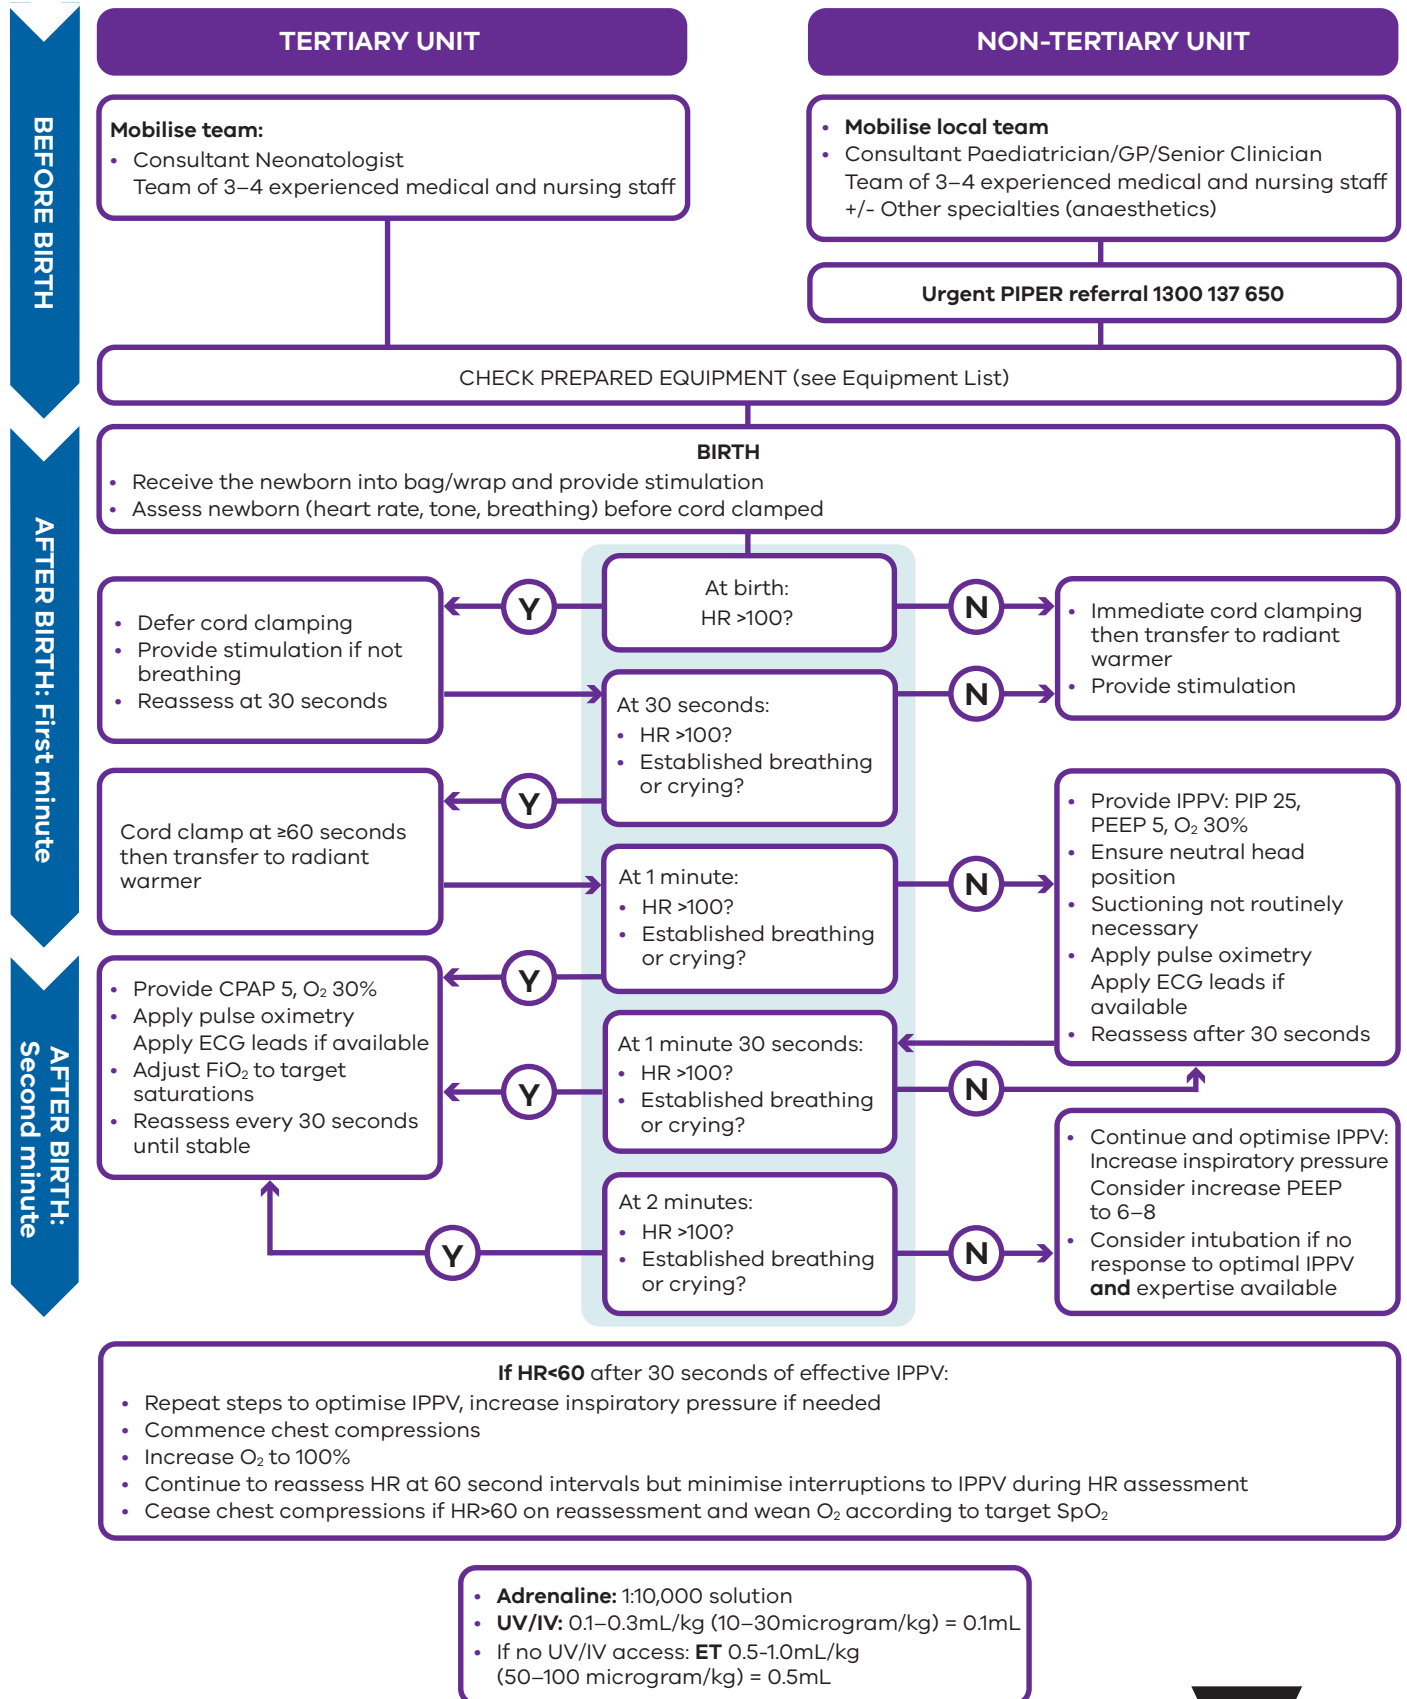 TERTIARY UNIT
NON-TERTIARY UNIT
BEFORE BIRTH
Mobilise team:
• Consultant Neonatologist
Team of 3–4 experienced medical and nursing staff
• Mobilise local team
• Consultant Paediatrician/GP/Senior Clinician
Team of 3–4 experienced medical and nursing staff
+/- Other specialties (anaesthetics)
Urgent PIPER referral 1300 137 650
CHECK PREPARED EQUIPMENT (see Equipment List)
AFTER BIRTH: First minute
BIRTH
• Receive the newborn into bag/wrap and provide stimulation
• Assess newborn (heart rate, tone, breathing) before cord clamped
At birth:
HR >100?
Y
N
• Defer cord clamping
• Provide stimulation if not
breathing
• Reassess at 30 seconds
• Immediate cord clamping
then transfer to radiant
warmer
• Provide stimulation
At 30 seconds:
• HR >100?
• Established breathing
or crying?
N
Y
Cord clamp at ≥60 seconds
then transfer to radiant
warmer
At 1 minute:
• HR >100?
• Established breathing
or crying?
N
Y
• Provide IPPV: PIP 25,
PEEP 5, O₂ 30%
• Ensure neutral head
position
• Suctioning not routinely
necessary
• Apply pulse oximetry
Apply ECG leads if
available
• Reassess after 30 seconds
AFTER BIRTH:
Second minute
• Provide CPAP 5, O₂ 30%
• Apply pulse oximetry
Apply ECG leads if available
• Adjust FiO₂ to target
saturations
• Reassess every 30 seconds
until stable
At 1 minute 30 seconds:
• HR >100?
• Established breathing
or crying?
Y
N
At 2 minutes:
• HR >100?
• Established breathing
or crying?
Y
N
• Continue and optimise IPPV:
Increase inspiratory pressure
Consider increase PEEP
to 6–8
• Consider intubation if no
response to optimal IPPV
and expertise available
If HR<60 after 30 seconds of effective IPPV:
• Repeat steps to optimise IPPV, increase inspiratory pressure if needed
• Commence chest compressions
• Increase O₂ to 100%
• Continue to reassess HR at 60 second intervals but minimise interruptions to IPPV during HR assessment
• Cease chest compressions if HR>60 on reassessment and wean O₂ according to target SpO₂
• Adrenaline: 1:10,000 solution
• UV/IV: 0.1–0.3mL/kg (10–30microgram/kg) = 0.1mL
• If no UV/IV access: ET 0.5-1.0mL/kg
(50–100 microgram/kg) = 0.5mL